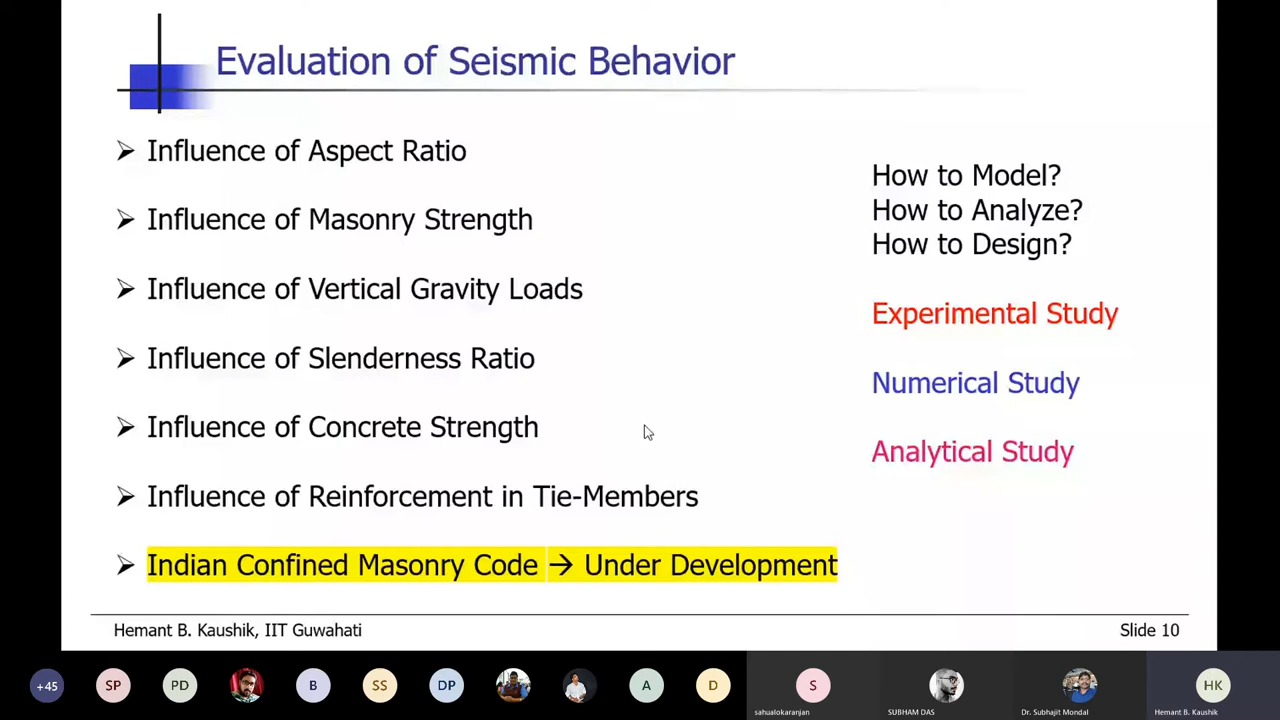 Evaluation of Seismic Behavior
Influence of Aspect Ratio
Influence of Masonry Strength
Influence of Vertical Gravity Loads
Influence of Slenderness Ratio
Influence of Concrete Strength
Influence of Reinforcement in Tie-Members
Indian Confined Masonry Code → Under Development
How to Model?
How to Analyze?
How to Design?
Experimental Study
Numerical Study
Analytical Study
Hemant B. Kaushik, IIT Guwahati
Slide 10
+45
SP
PD
B
SS
DP
A
D
S
HK
sahualokaranjan
SUBHAM DAS
Dr. Subhajit Mondal
Hemant B. Kaushik